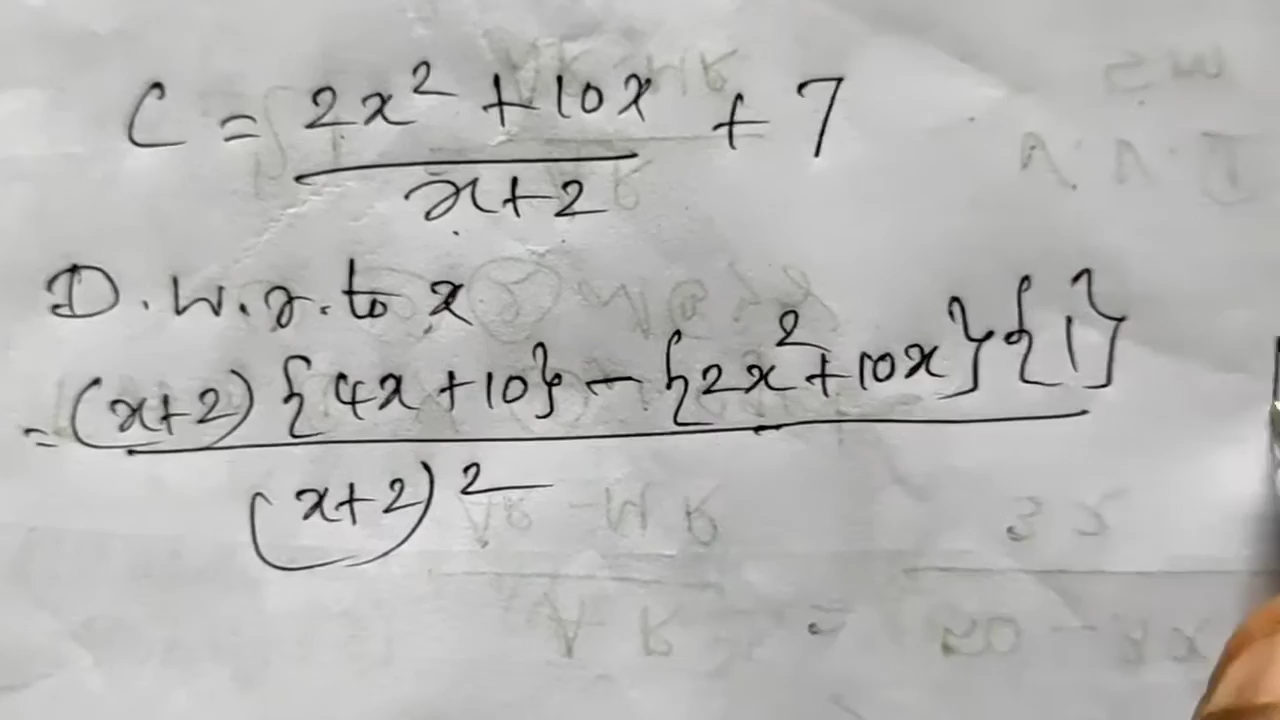 C = 2x² + 10x + 7
x+2
D. W. r. to x
= (x+2) {4x + 10} - {2x² + 10x} {1}
(x+2)²